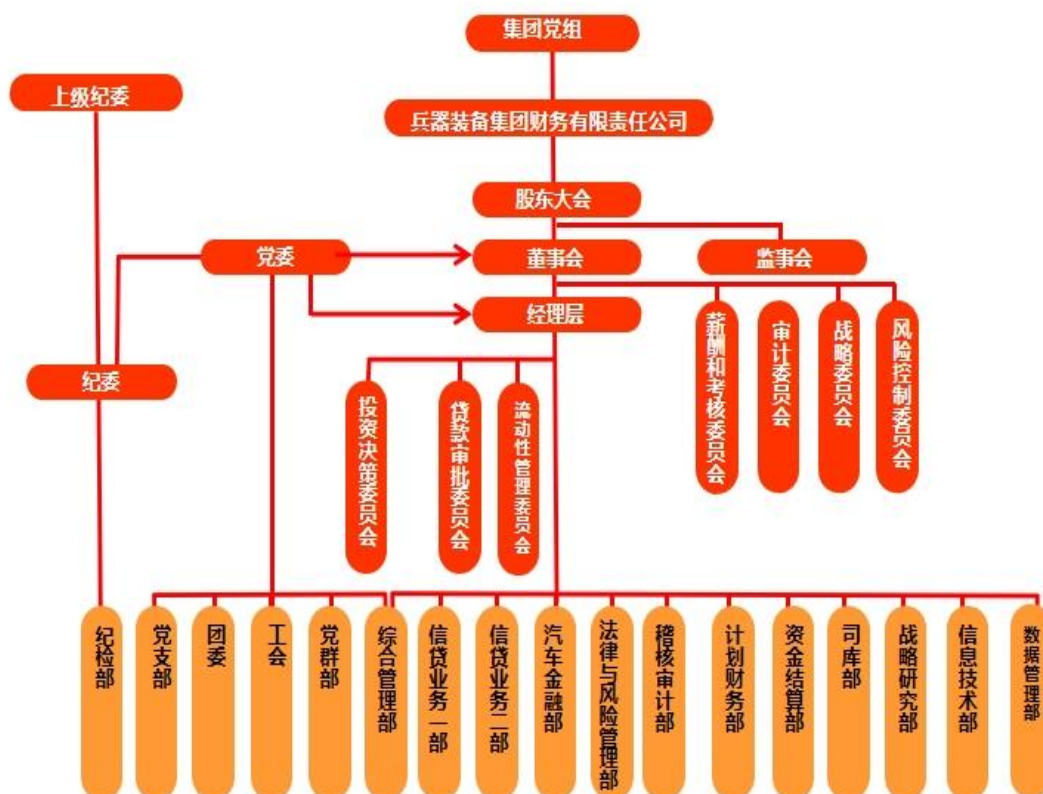 集团党组
上级纪委
兵器装备集团财务有限责任公司
股东大会
党委
董事会
监事会
经理层
纪委
薪酬和考核委员会
审计委员会
战略委员会
风险控制委员会
投资决策委员会
贷款审批委员会
流动性管理委员会
纪检部
党支部
团委
工会
党群部
综合管理部
信贷业务一部
信贷业务二部
汽车金融部
法律与风险管理部
稽核审计部
计划财务部
资金结算部
司库部
战略研究部
信息技术部
数据管理部